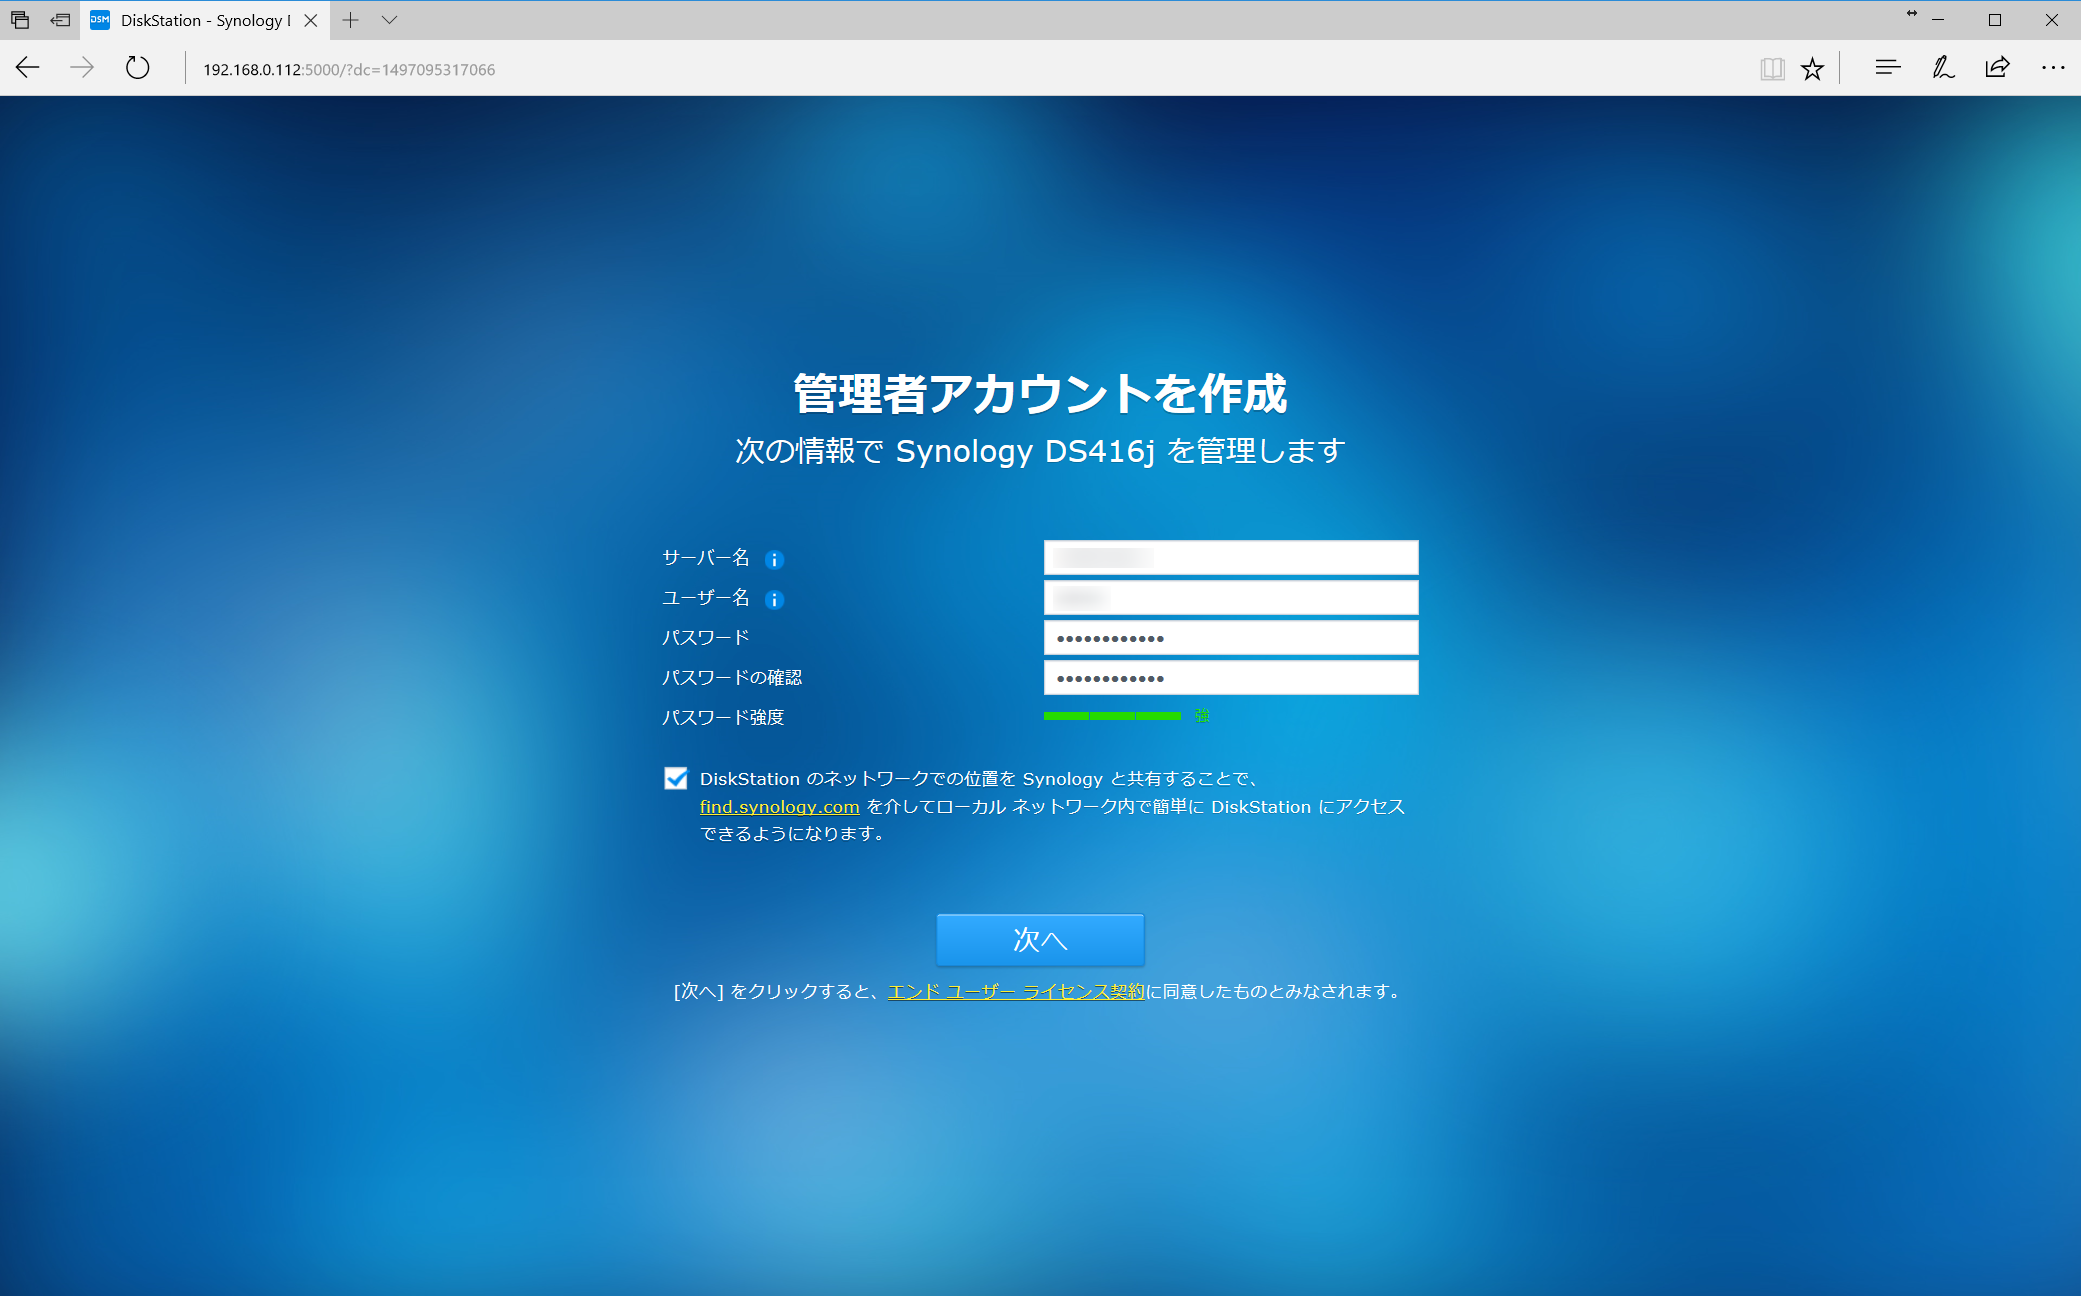 DSM DiskStation - Synology
192.168.0.112:5000/?dc=1497095317066
管理者アカウントを作成
次の情報で Synology DS416j を管理します
サーバー名
ユーザー名
パスワード
••••••••••••
パスワードの確認
••••••••••••
パスワード強度 強
DiskStation のネットワークでの位置を Synology と共有することで、
find.synology.com を介してローカル ネットワーク内で簡単に DiskStation にアクセス
できるようになります。
次へ
[次へ] をクリックすると、エンド ユーザー ライセンス契約に同意したものとみなされます。